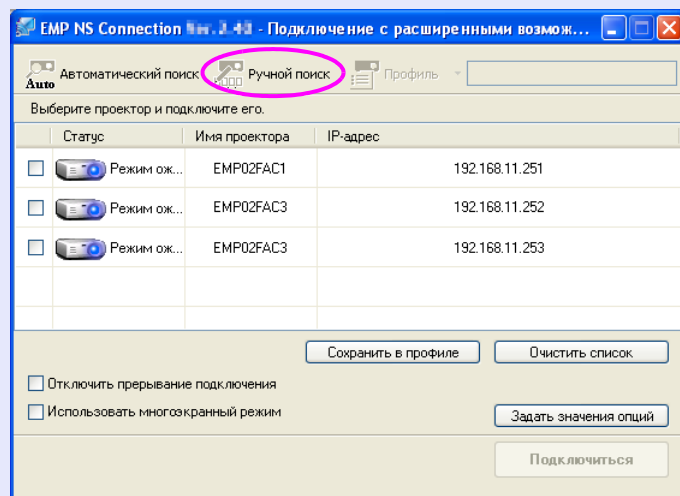 EMP NS Connection - Подключение с расширенными возмож...
Auto Автоматический поиск Ручной поиск Профиль
Выберите проектор и подключите его.
Статус Имя проектора IP-адрес
Режим ож... EMP02FAC1 192.168.11.251
Режим ож... EMP02FAC3 192.168.11.252
Режим ож... EMP02FAC3 192.168.11.253
Сохранить в профиле Очистить список
Отключить прерывание подключения
Использовать многоэкранный режим Задать значения опций
Подключиться